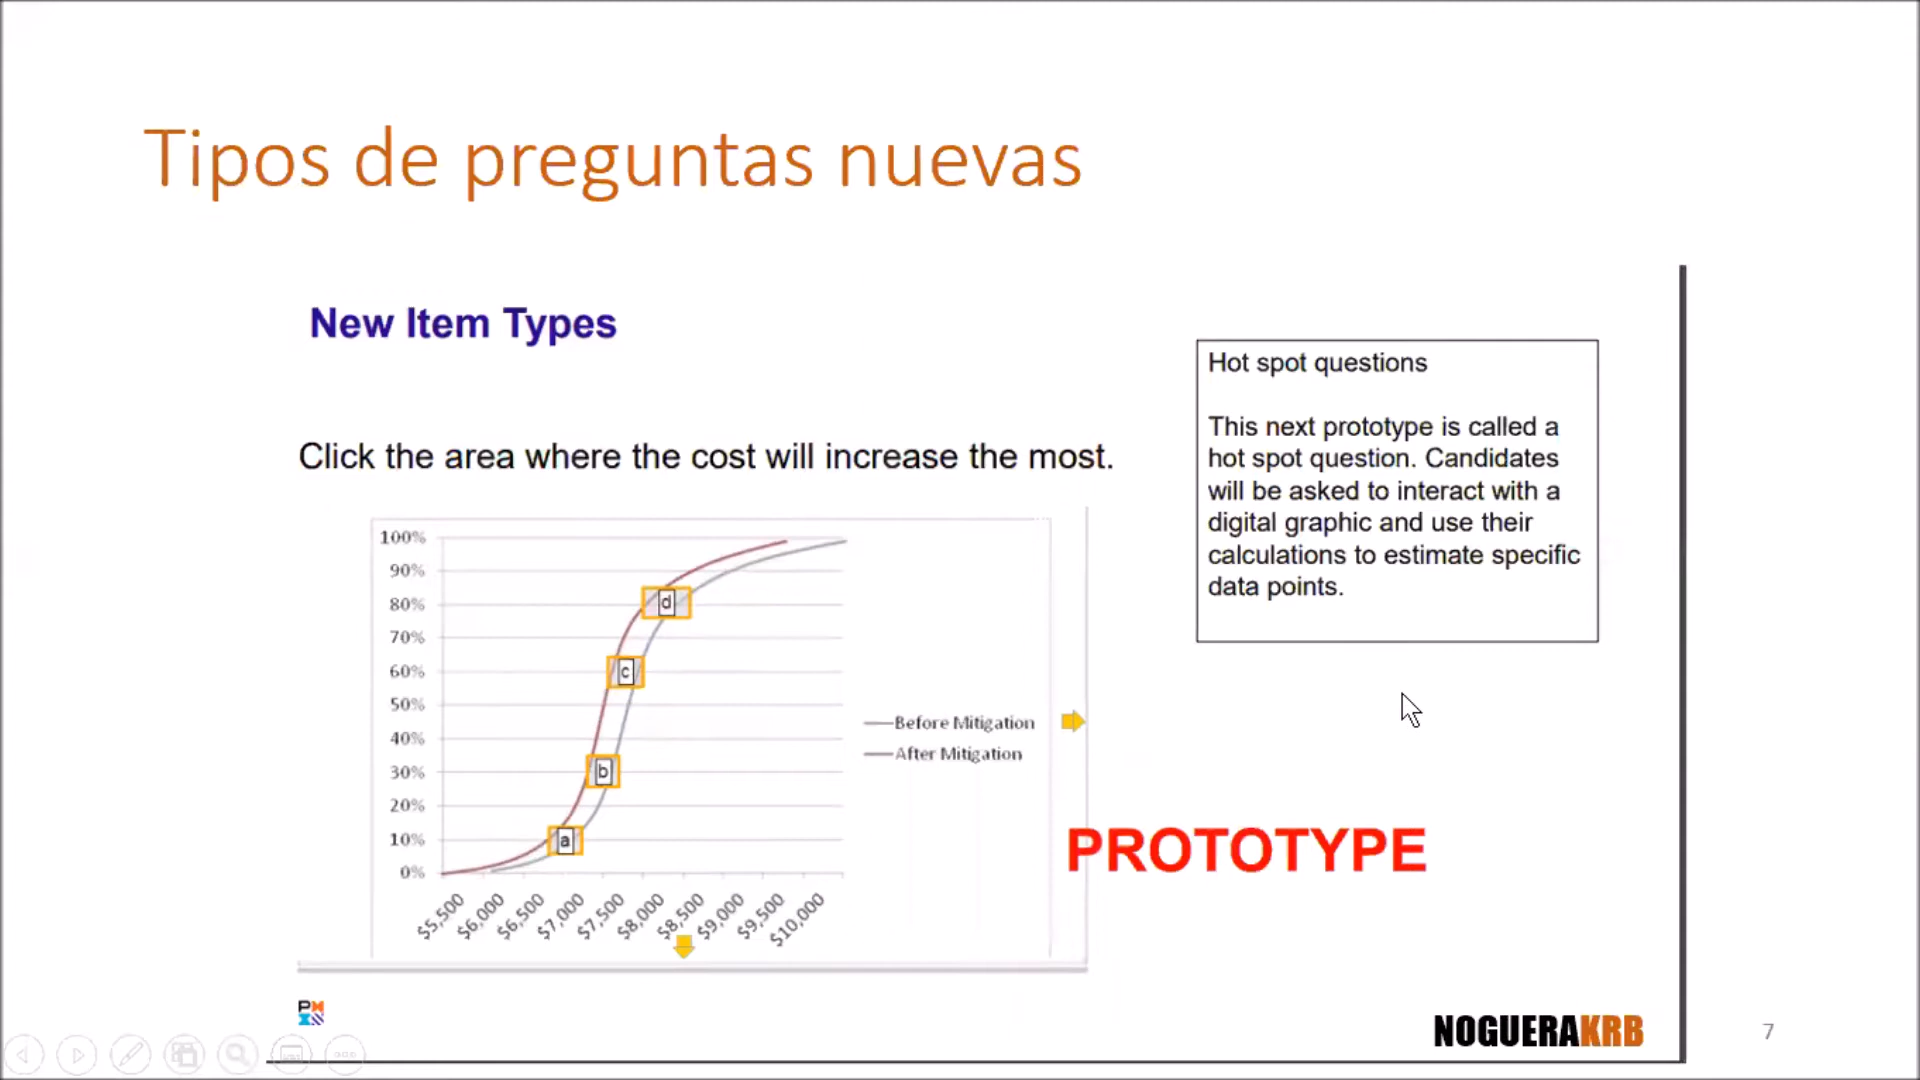 Tipos de preguntas nuevas
New Item Types
Click the area where the cost will increase the most.
Hot spot questions
This next prototype is called a
hot spot question. Candidates
will be asked to interact with a
digital graphic and use their
calculations to estimate specific
data points.
100%
90%
80%
70%
60%
50%
40%
30%
20%
10%
0%
d
c
b
a
$5,500
$6,000
$6,500
$7,000
$7,500
$8,000
$8,500
$9,000
$9,500
$10,000
Before Mitigation
After Mitigation
PROTOTYPE
NOGUERAKRB
7